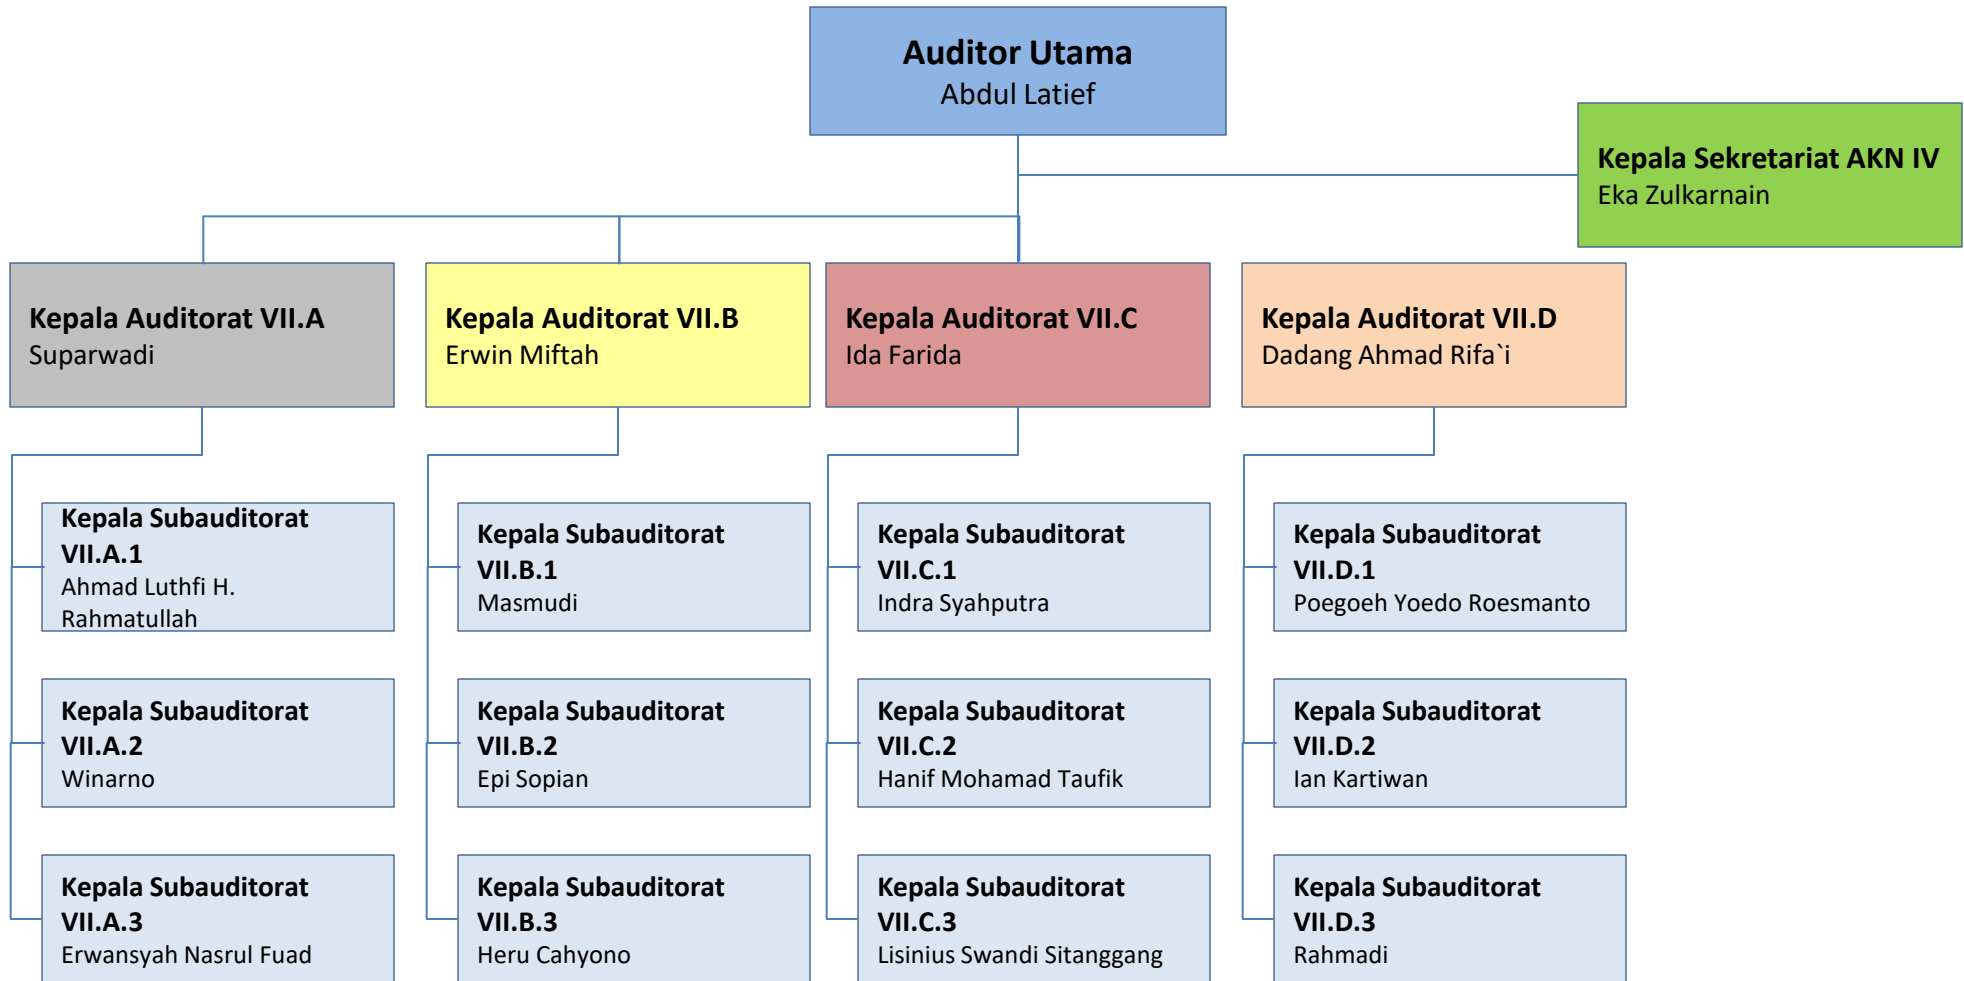 Auditor Utama
Abdul Latief
Kepala Sekretariat AKN IV
Eka Zulkarnain
Kepala Auditorat VII.A
Suparwadi
Kepala Auditorat VII.B
Erwin Miftah
Kepala Auditorat VII.C
Ida Farida
Kepala Auditorat VII.D
Dadang Ahmad Rifa`i
Kepala Subauditorat
VII.A.1
Ahmad Luthfi H.
Rahmatullah
Kepala Subauditorat
VII.B.1
Masmudi
Kepala Subauditorat
VII.C.1
Indra Syahputra
Kepala Subauditorat
VII.D.1
Poegoeh Yoedo Roesmanto
Kepala Subauditorat
VII.A.2
Winarno
Kepala Subauditorat
VII.B.2
Epi Sopian
Kepala Subauditorat
VII.C.2
Hanif Mohamad Taufik
Kepala Subauditorat
VII.D.2
Ian Kartiwan
Kepala Subauditorat
VII.A.3
Erwansyah Nasrul Fuad
Kepala Subauditorat
VII.B.3
Heru Cahyono
Kepala Subauditorat
VII.C.3
Lisinius Swandi Sitanggang
Kepala Subauditorat
VII.D.3
Rahmadi